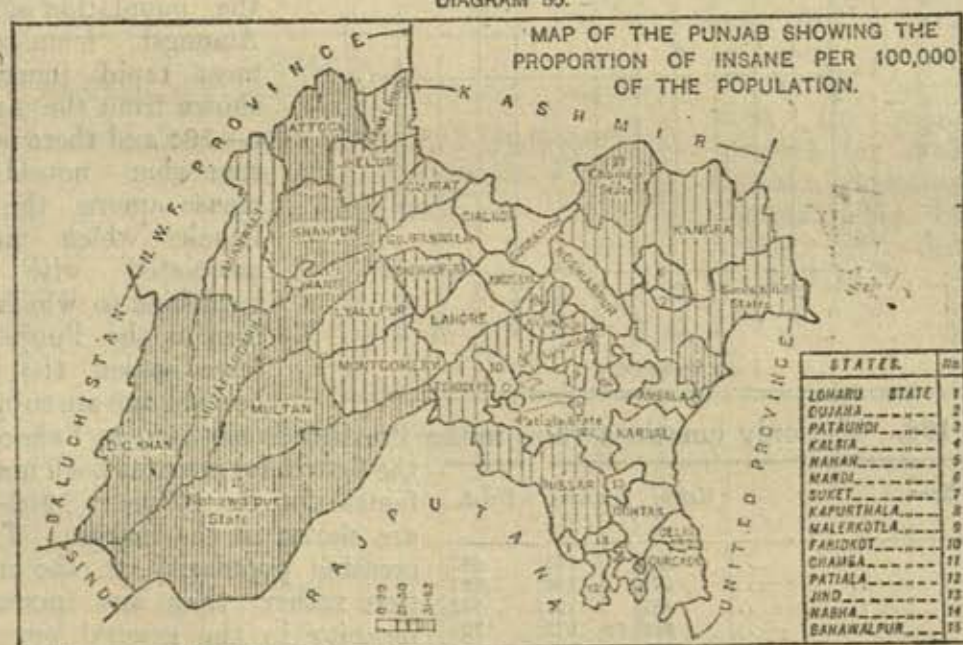 DIAGRAM 55.
MAP OF THE PUNJAB SHOWING THE
PROPORTION OF INSANE PER 100,000
OF THE POPULATION.
N.W.F. PROVINCE
KASHMIR
BALUCHISTAN
RAJPUTANA
UNITED PROVINCE
ATTOCK
JHELUM
GUJRAT
SHAHPUR
MIANWALI
SIALKOT
GUJRANWALA
JHANG
LYALLPUR
LAHORE
MONTGOMERY
MUZAFFARGARH
MULTAN
D.G. KHAN
15
Bahawalpur
State
Chamba
State
KANGRA
HOSHIARPUR
FEROZEPUR
AMBALA
Patiala State
KARNAL
HISSAR
ROHTAK
GURGAON
STATES. No.
LOHARU STATE 1
DUJANA 2
PATAUDI 3
KALSIA 4
NAHAN 5
MANDI 6
SUKET 7
KAPURTHALA 8
MALERKOTLA 9
FARIDKOT 10
CHAMBA 11
PATIALA 12
JIND 13
NABHA 14
BAHAWALPUR 15